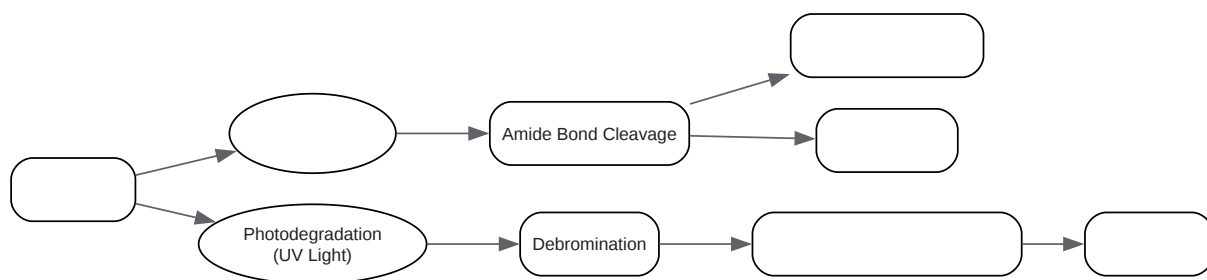 Amide Bond Cleavage
Photodegradation
(UV Light)
Debromination